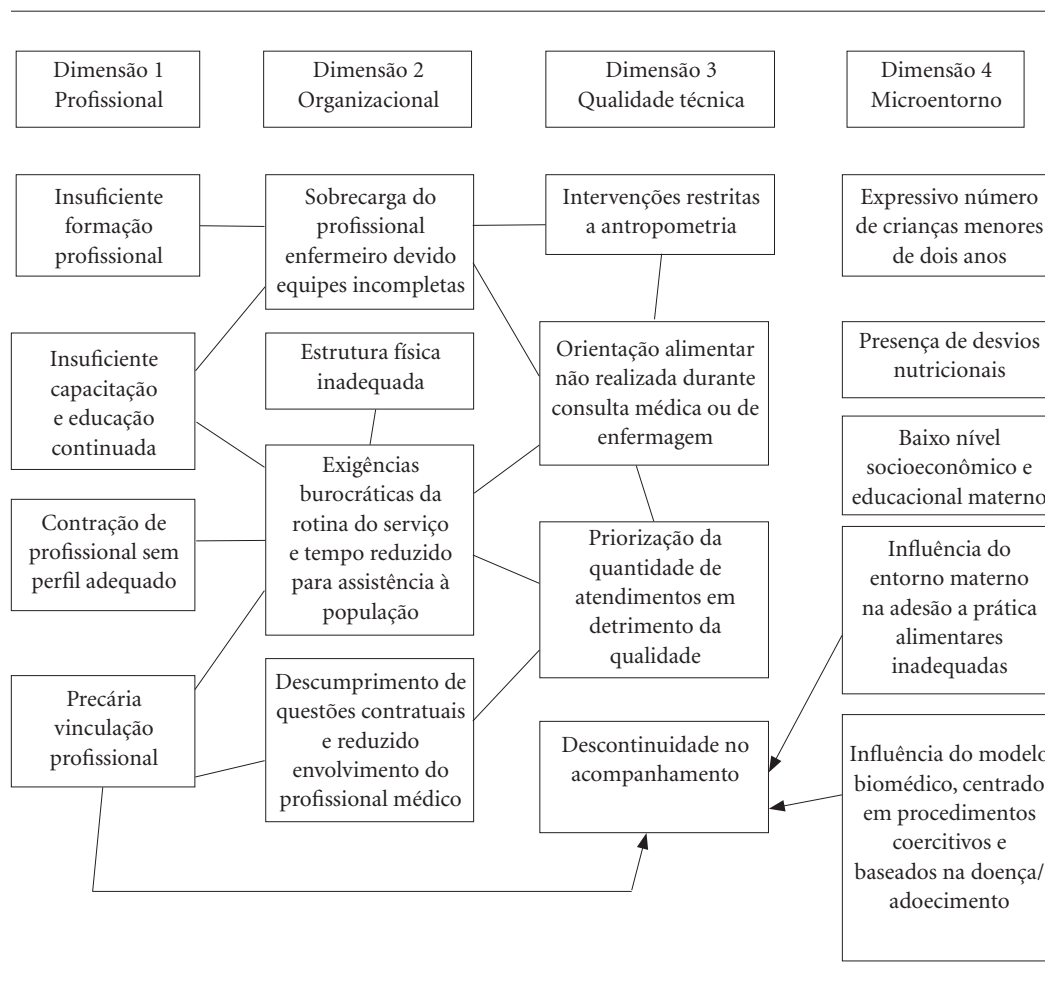 Dimensão 1
Profissional
Dimensão 2
Organizacional
Dimensão 3
Qualidade técnica
Dimensão 4
Microentorno
Insuficiente
formação
profissional
Insuficiente
capacitação
e educação
continuada
Contração de
profissional sem
perfil adequado
Precária
vinculação
profissional
Sobrecarga do
profissional
enfermeiro devido
equipes incompletas
Estrutura física
inadequada
Exigências
burocráticas da
rotina do serviço
e tempo reduzido
para assistência à
população
Descumprimento de
questões contratuais
e reduzido
envolvimento do
profissional médico
Intervenções restritas
a antropometria
Orientação alimentar
não realizada durante
consulta médica ou de
enfermagem
Priorização da
quantidade de
atendimentos em
detrimento da
qualidade
Descontinuidade no
acompanhamento
Expressivo número
de crianças menores
de dois anos
Presença de desvios
nutricionais
Baixo nível
socioeconômico e
educacional materno
Influência do
entorno materno
na adesão a prática
alimentares
inadequadas
Influência do modelo
biomédico, centrado
em procedimentos
coercitivos e
baseados na doença/
adoecimento